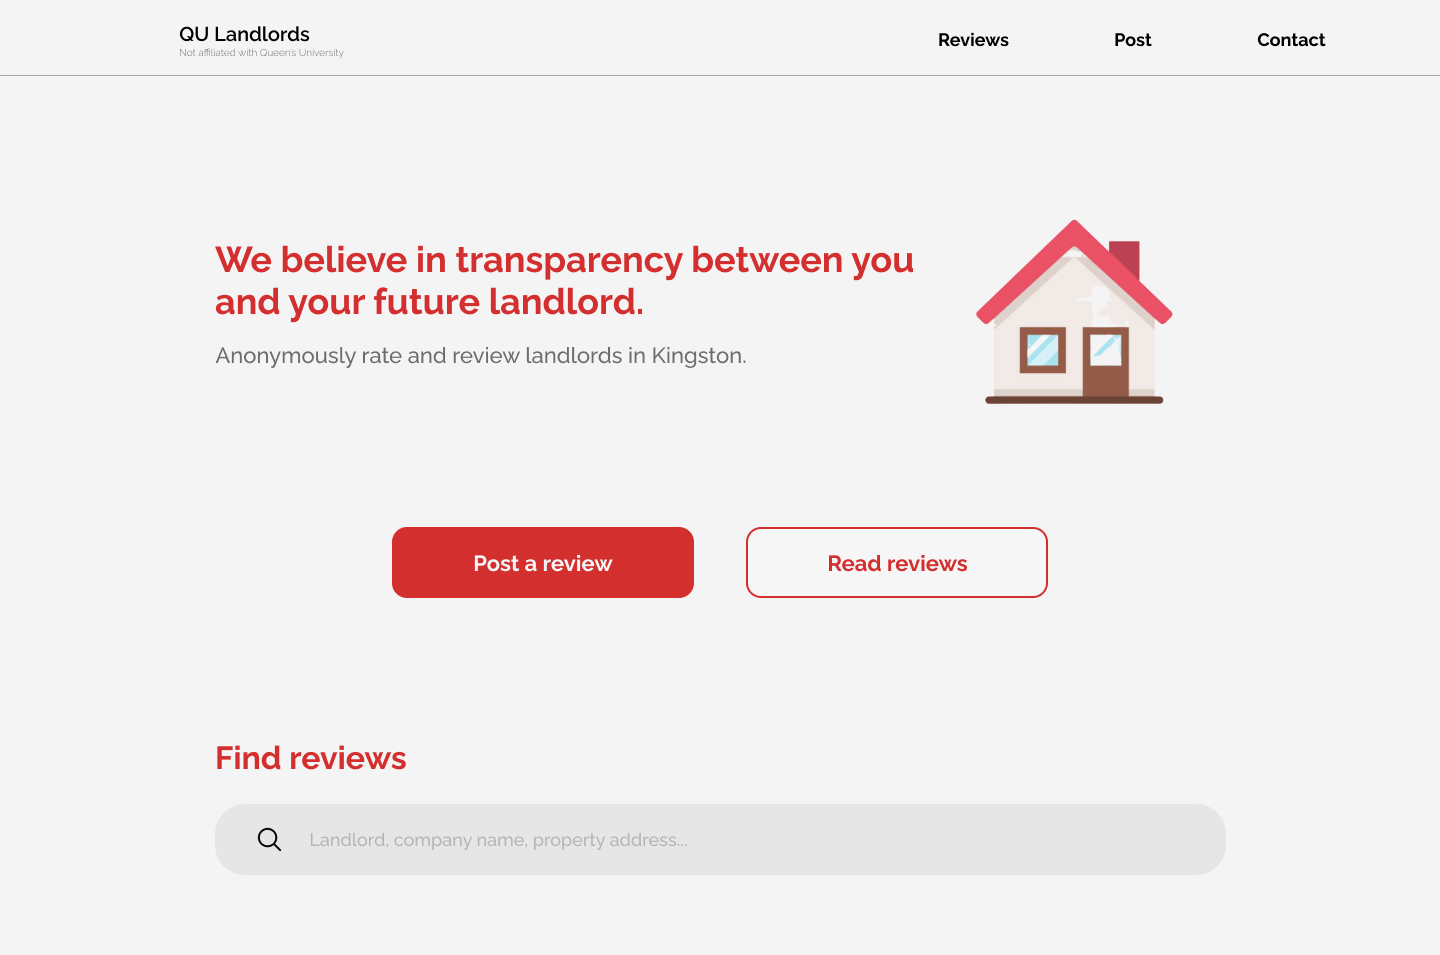 QU Landlords
Not affiliated with Queen's University
Reviews
Post
Contact
We believe in transparency between you
and your future landlord.
Anonymously rate and review landlords in Kingston.
Post a review
Read reviews
Find reviews
Landlord, company name, property address...